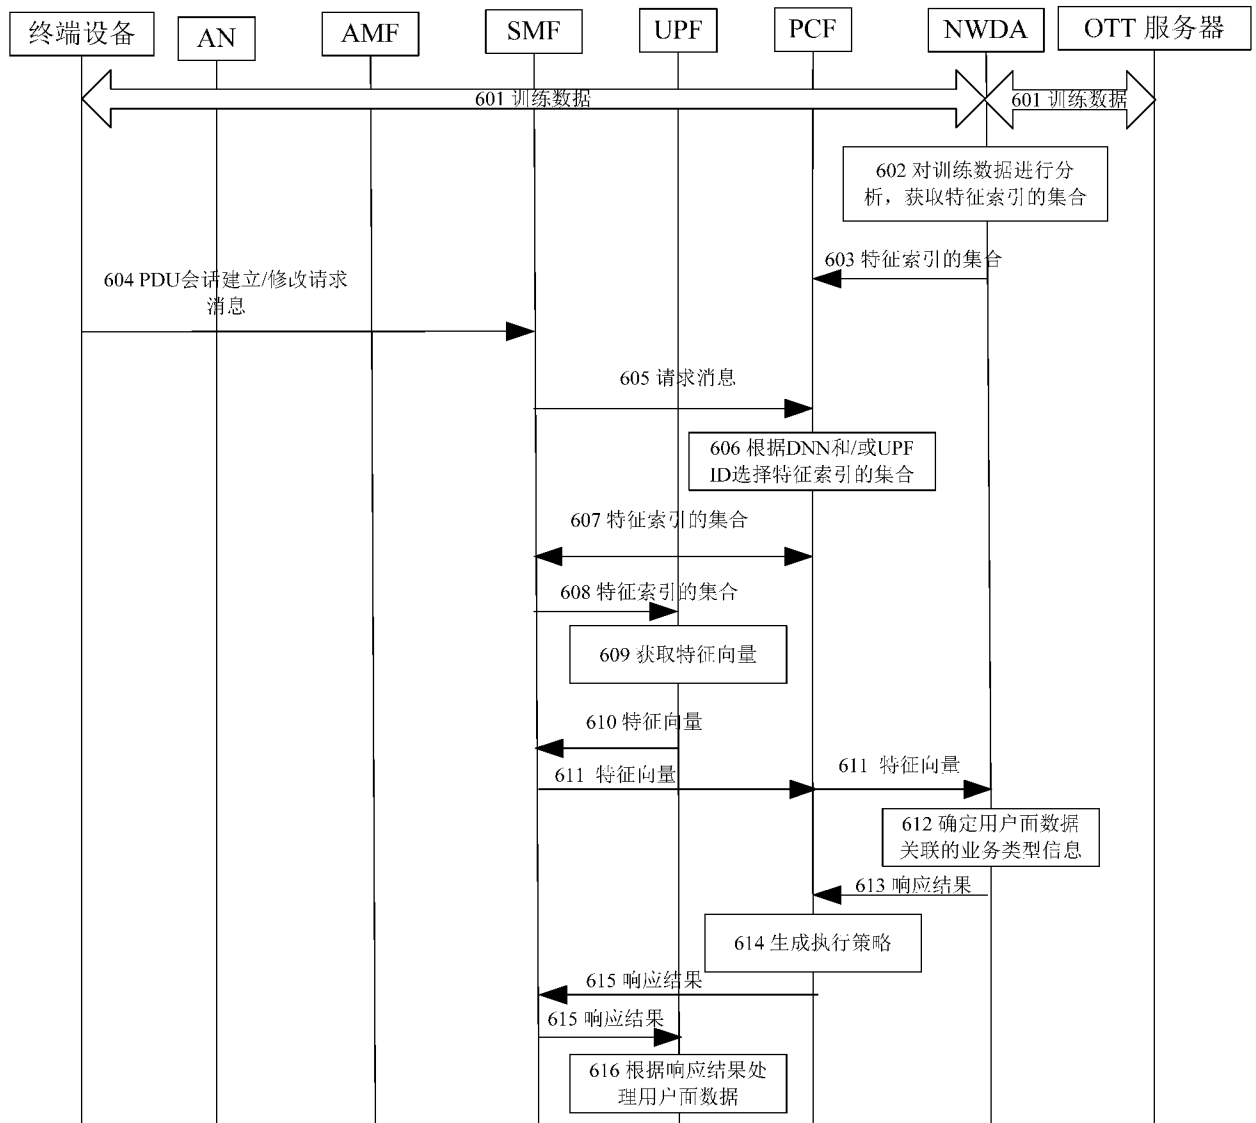 终端设备
AN
AMF
SMF
UPF
PCF
NWDA
OTT 服务器
601 训练数据
601 训练数据
602 对训练数据进行分
析，获取特征索引的集合
603 特征索引的集合
604 PDU会话建立/修改请求
消息
605 请求消息
606 根据DNN和/或UPF
ID选择特征索引的集合
607 特征索引的集合
608 特征索引的集合
609 获取特征向量
610 特征向量
611 特征向量
611 特征向量
612 确定用户面数据
关联的业务类型信息
613 响应结果
614 生成执行策略
615 响应结果
615 响应结果
616 根据响应结果处
理用户面数据